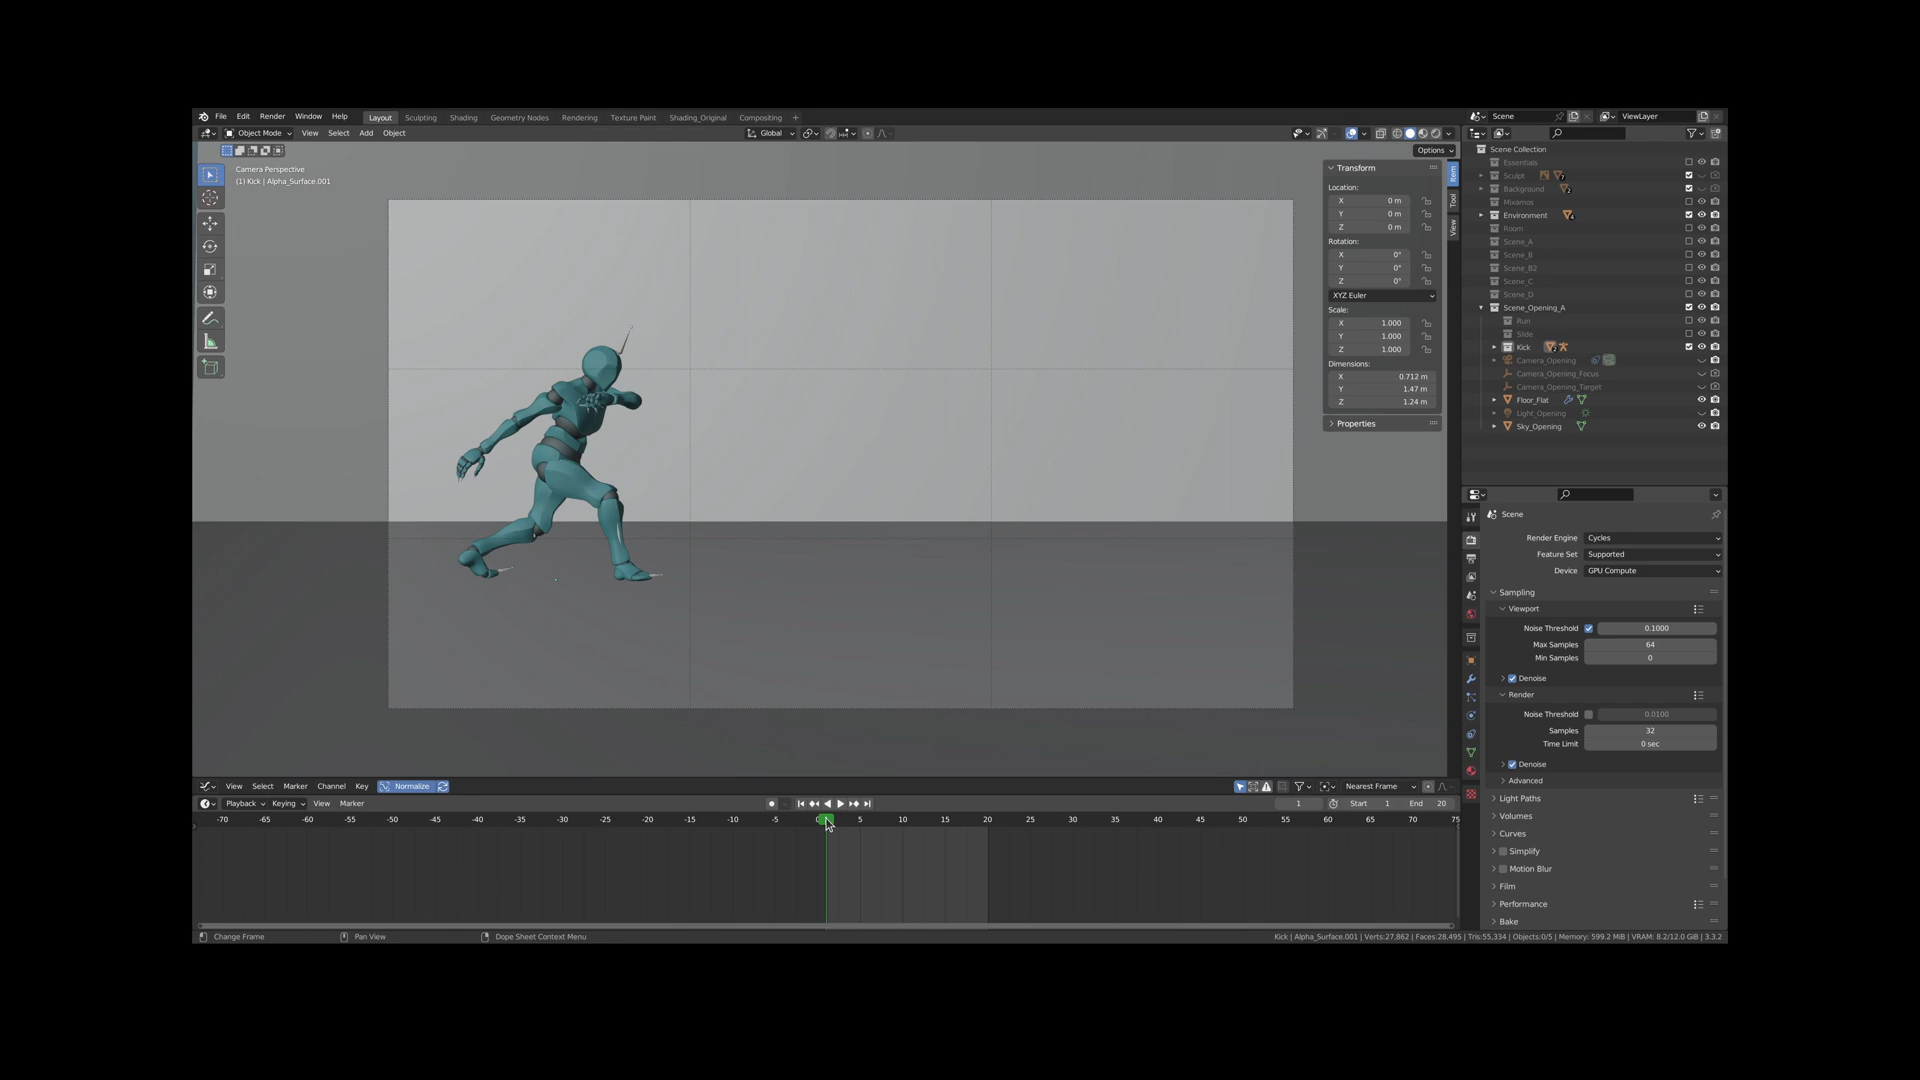 File Edit Render Window Help Layout Sculpting Shading Geometry Nodes Rendering Texture Paint Shading_Original Compositing + Scene ViewLayer
Object Mode View Select Add Object Global
Options
Camera Perspective
(1) Kick | Alpha_Surface.001
Transform
Location:
X 0 m
Y 0 m
Z 0 m
Rotation:
X 0°
Y 0°
Z 0°
XYZ Euler
Scale:
X 1.000
Y 1.000
Z 1.000
Dimensions:
X 0.712 m
Y 1.47 m
Z 1.24 m
Properties
Item
Tool
View
Scene Collection
Essentials
Sculpt
Background
Mixamos
Environment
Room
Scene_A
Scene_B
Scene_B2
Scene_C
Scene_D
Scene_Opening_A
Run
Slide
Kick
Camera_Opening
Camera_Opening_Focus
Camera_Opening_Target
Floor_Flat
Light_Opening
Sky_Opening
Scene
Render Engine Cycles
Feature Set Supported
Device GPU Compute
Sampling
Viewport
Noise Threshold 0.1000
Max Samples 64
Min Samples 0
Denoise
Render
Noise Threshold 0.0100
Samples 32
Time Limit 0 sec
Denoise
Advanced
Light Paths
Volumes
Curves
Simplify
Motion Blur
Film
Performance
Bake
View Select Marker Channel Key Normalize Nearest Frame
Playback Keying View Marker 1 Start 1 End 20
-70 -65 -60 -55 -50 -45 -40 -35 -30 -25 -20 -15 -10 -5 0 5 10 15 20 25 30 35 40 45 50 55 60 65 70 75
Change Frame Pan View Dope Sheet Context Menu Kick | Alpha_Surface.001 | Verts:27,862 | Faces:28,495 | Tris:55,334 | Objects:0/5 | Memory: 599.2 MiB | VRAM: 8.2/12.0 GiB | 3.3.2